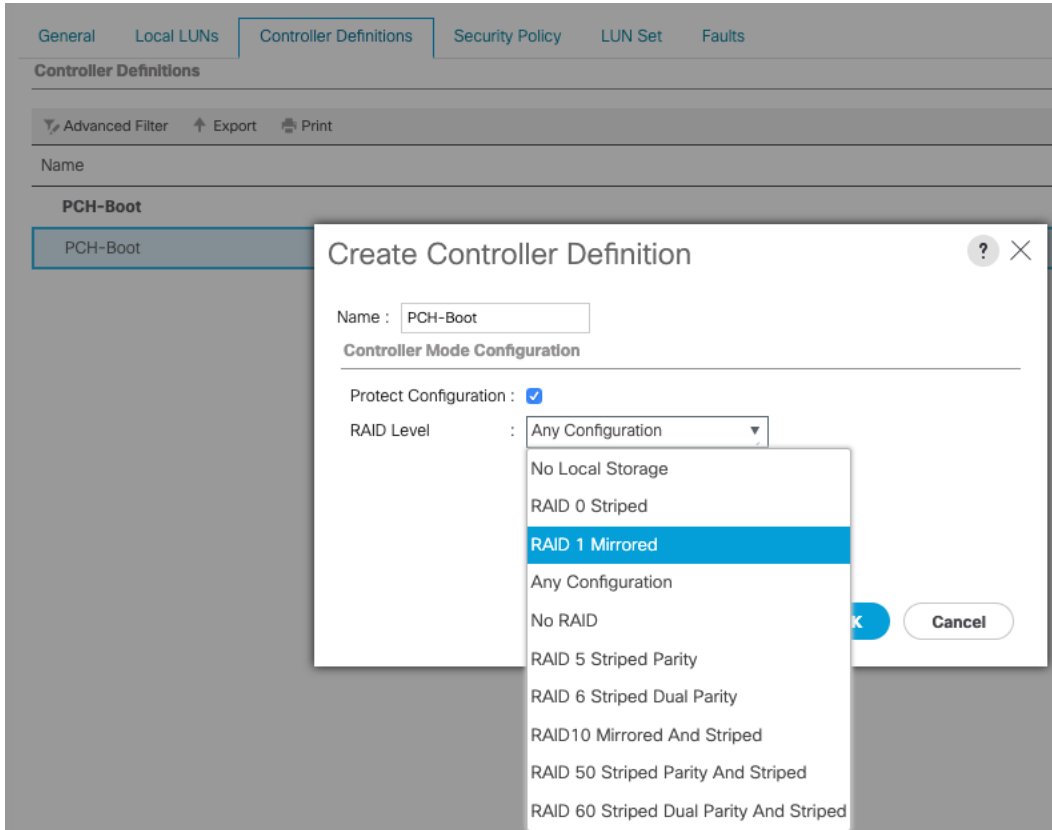 General Local LUNs Controller Definitions Security Policy LUN Set Faults
Controller Definitions
Advanced Filter Export Print
Name
PCH-Boot
PCH-Boot
Create Controller Definition ?
Name : PCH-Boot
Controller Mode Configuration
Protect Configuration :
RAID Level : Any Configuration
No Local Storage
RAID 0 Striped
RAID 1 Mirrored
Any Configuration
No RAID
K Cancel
RAID 5 Striped Parity
RAID 6 Striped Dual Parity
RAID10 Mirrored And Striped
RAID 50 Striped Parity And Striped
RAID 60 Striped Dual Parity And Striped